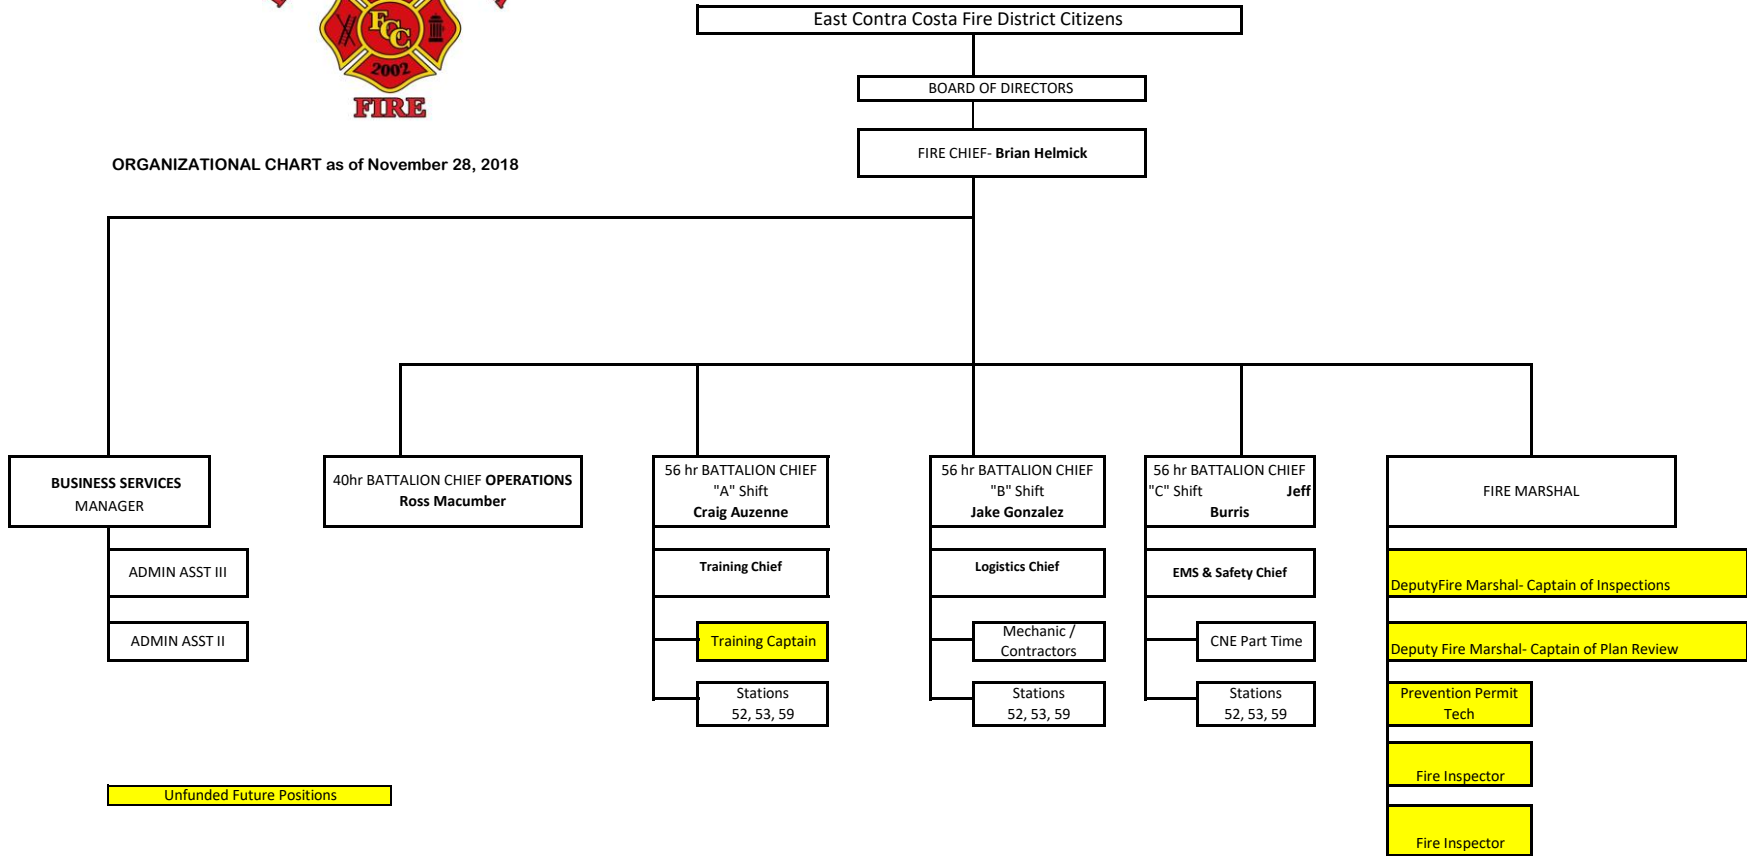 FCC
2002
FIRE
ORGANIZATIONAL CHART as of November 28, 2018
East Contra Costa Fire District Citizens
BOARD OF DIRECTORS
FIRE CHIEF- Brian Helmick
BUSINESS SERVICES
MANAGER
ADMIN ASST III
ADMIN ASST II
40hr BATTALION CHIEF OPERATIONS
Ross Macumber
56 hr BATTALION CHIEF
"A" Shift
Craig Auzenne
Training Chief
Training Captain
Stations
52, 53, 59
56 hr BATTALION CHIEF
"B" Shift
Jake Gonzalez
Logistics Chief
Mechanic /
Contractors
Stations
52, 53, 59
56 hr BATTALION CHIEF
"C" Shift Jeff
Burris
EMS & Safety Chief
CNE Part Time
Stations
52, 53, 59
FIRE MARSHAL
DeputyFire Marshal- Captain of Inspections
Deputy Fire Marshal- Captain of Plan Review
Prevention Permit
Tech
Fire Inspector
Fire Inspector
Unfunded Future Positions